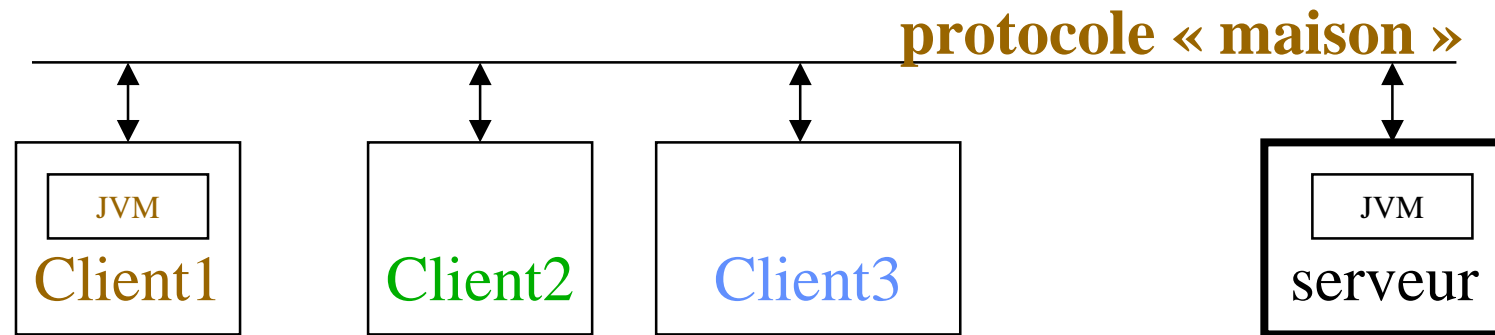 protocole « maison »
JVM
Client1
Client2
Client3
JVM
serveur